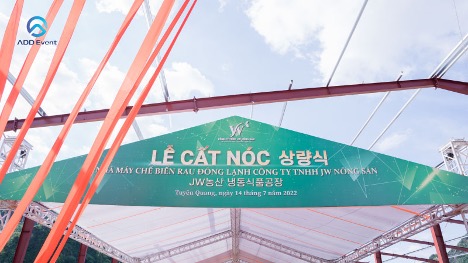 ADD Event
LỄ CẤT NÓC 상량식
NHÀ MÁY CHẾ BIẾN RAU ĐÔNG LẠNH CÔNG TY TNHH JW NÔNG SẢN
JW농산 냉동식품공장
Tuyên Quang, ngày 14 tháng 7 năm 2022